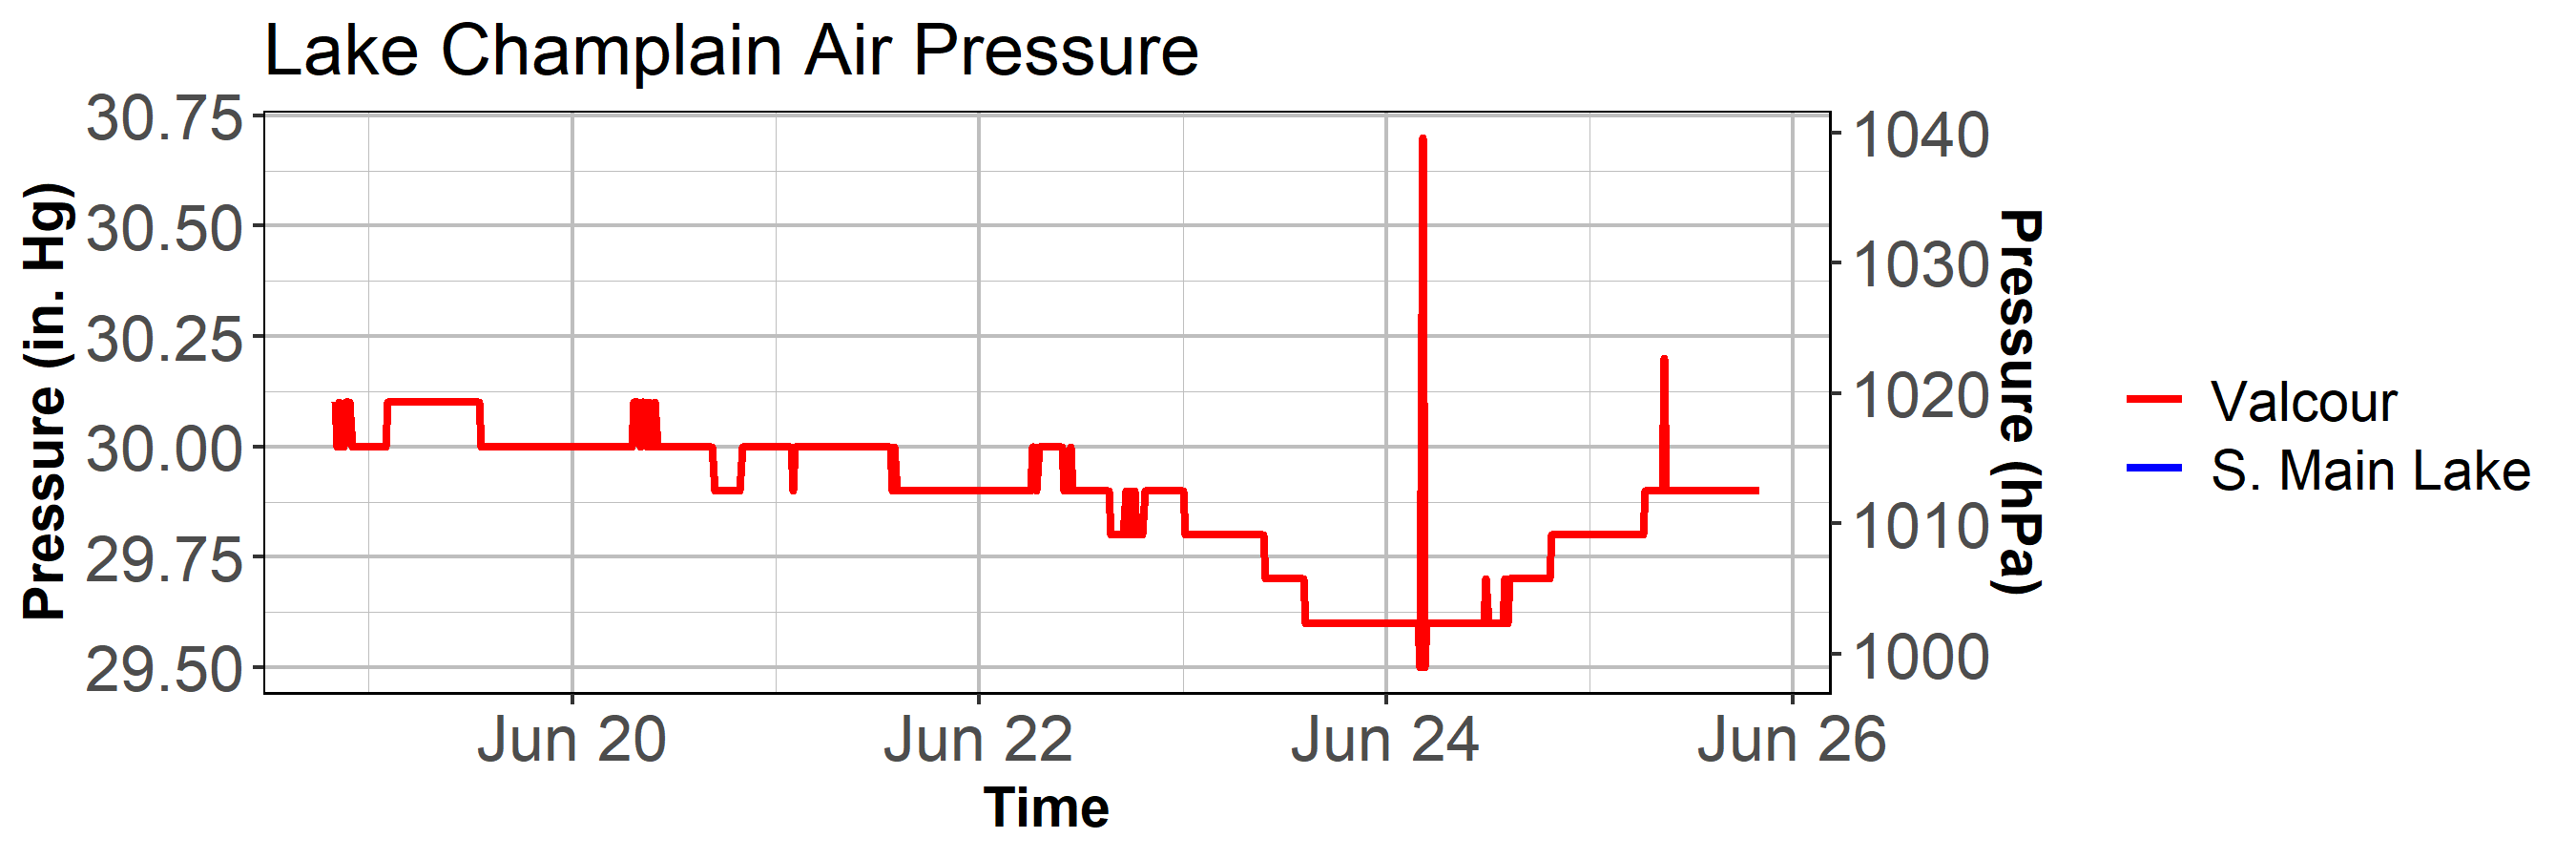 Lake Champlain Air Pressure
Pressure (in. Hg)
30.75
30.50
30.25
30.00
29.75
29.50
1040
1030
1020
1010
1000
Pressure (hPa)
Valcour
S. Main Lake
Jun 20
Jun 22
Jun 24
Jun 26
Time